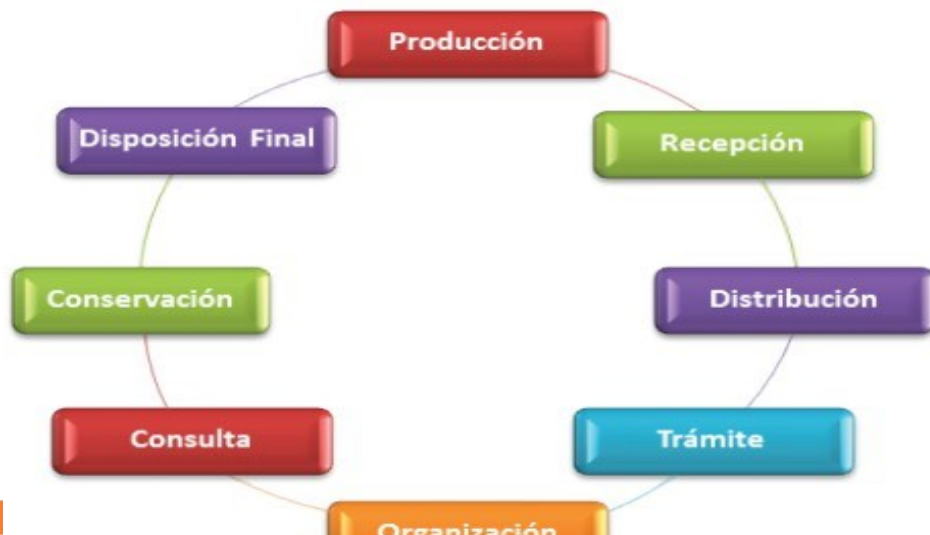 Producción
Recepción
Distribución
Trámite
Organización
Consulta
Conservación
Disposición Final